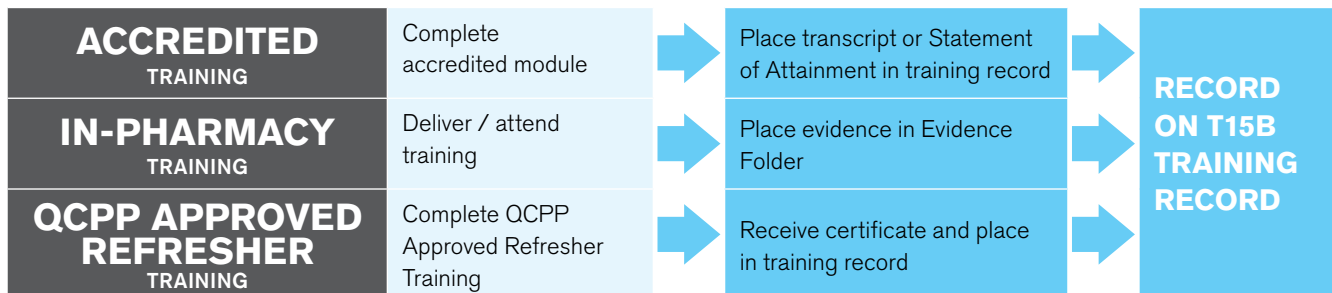 ACCREDITED
TRAINING
Complete
accredited module
Place transcript or Statement
of Attainment in training record
IN-PHARMACY
TRAINING
Deliver / attend
training
Place evidence in Evidence
Folder
QCPP APPROVED
REFRESHER
TRAINING
Complete QCPP
Approved Refresher
Training
Receive certificate and place
in training record
RECORD
ON T15B
TRAINING
RECORD